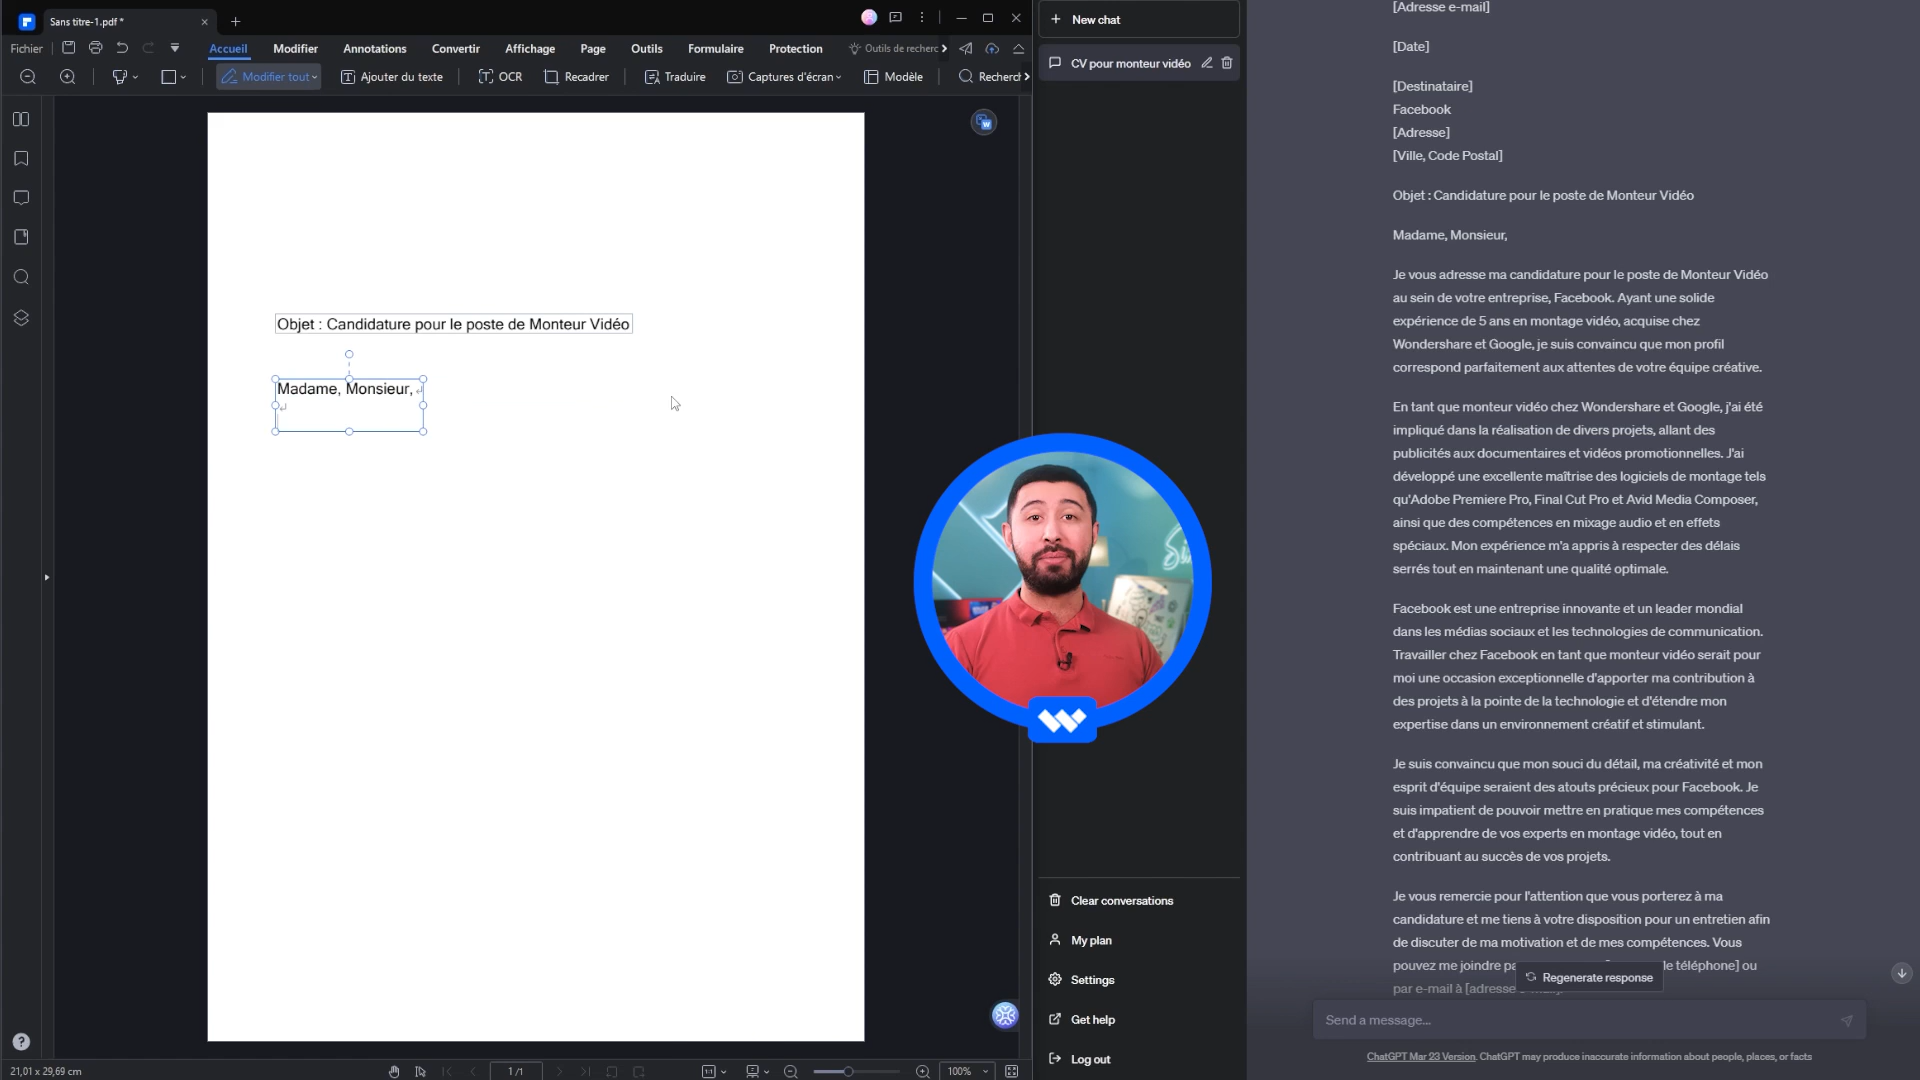 Sans titre-1.pdf *
Fichier
Accueil
Modifier
Annotations
Convertir
Affichage
Page
Outils
Formulaire
Protection
Outils de recherc
Modifier tout
Ajouter du texte
OCR
Recadrer
Traduire
Captures d'écran
Modèle
Recherch
Objet : Candidature pour le poste de Monteur Vidéo
Madame, Monsieur,
21,01 x 29,69 cm
1/1
100%
New chat
CV pour monteur vidéo
Clear conversations
My plan
Settings
Get help
Log out
[Adresse e-mail]
[Date]
[Destinataire]
Facebook
[Adresse]
[Ville, Code Postal]
Objet : Candidature pour le poste de Monteur Vidéo
Madame, Monsieur,
Je vous adresse ma candidature pour le poste de Monteur Vidéo
au sein de votre entreprise, Facebook. Ayant une solide
expérience de 5 ans en montage vidéo, acquise chez
Wondershare et Google, je suis convaincu que mon profil
correspond parfaitement aux attentes de votre équipe créative.
En tant que monteur vidéo chez Wondershare et Google, j'ai été
impliqué dans la réalisation de divers projets, allant des
publicités aux documentaires et vidéos promotionnelles. J'ai
développé une excellente maîtrise des logiciels de montage tels
qu'Adobe Premiere Pro, Final Cut Pro et Avid Media Composer,
ainsi que des compétences en mixage audio et en effets
spéciaux. Mon expérience m'a appris à respecter des délais
serrés tout en maintenant une qualité optimale.
Facebook est une entreprise innovante et un leader mondial
dans les médias sociaux et les technologies de communication.
Travailler chez Facebook en tant que monteur vidéo serait pour
moi une occasion exceptionnelle d'apporter ma contribution à
des projets à la pointe de la technologie et d'étendre mon
expertise dans un environnement créatif et stimulant.
Je suis convaincu que mon souci du détail, ma créativité et mon
esprit d'équipe seraient des atouts précieux pour Facebook. Je
suis impatient de pouvoir mettre en pratique mes compétences
et d'apprendre de vos experts en montage vidéo, tout en
contribuant au succès de vos projets.
Je vous remercie pour l'attention que vous porterez à ma
candidature et me tiens à votre disposition pour un entretien afin
de discuter de ma motivation et de mes compétences. Vous
pouvez me joindre pa le téléphone] ou
par e-mail à [adresse
Regenerate response
Send a message...
ChatGPT Mar 23 Version. ChatGPT may produce inaccurate information about people, places, or facts